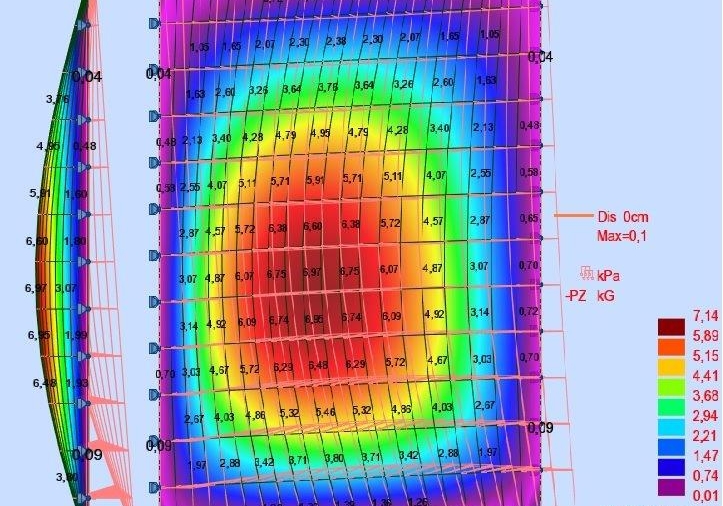 1,05 1,65 2,07 2,30 2,38 2,30 2,07 1,65 1,05
0,04 0,04 0,04
1,63 2,60 3,26 3,64 3,76 3,64 3,26 2,60 1,63
3,76
0,48 2,13 3,40 4,28 4,79 4,95 4,79 4,28 3,40 2,13 0,48
4,95 0,48
0,58 2,55 4,07 5,11 5,71 5,91 5,71 5,11 4,07 2,55 0,58
5,91 1,60
2,87 4,57 5,72 6,38 6,60 6,38 5,72 4,57 2,87 0,65
Dis 0cm
Max=0,1
6,60 1,80
3,07 4,87 6,07 6,75 6,97 6,75 6,07 4,87 3,07 0,70
kPa
6,97 3,07
-PZ kG
3,14 4,92 6,09 6,74 6,95 6,74 6,09 4,92 3,14 0,72
6,95 1,99
0,70 3,03 4,67 5,72 6,29 6,48 6,29 5,72 4,67 3,03 0,70
6,48 1,93
2,67 4,03 4,86 5,32 5,46 5,32 4,86 4,03 2,67
0,09 0,09 0,09
1,97 2,88 3,42 3,71 3,80 3,71 3,42 2,88 1,97
1,36 1,26
7,14
5,89
5,15
4,41
3,68
2,94
2,21
1,47
0,74
0,01